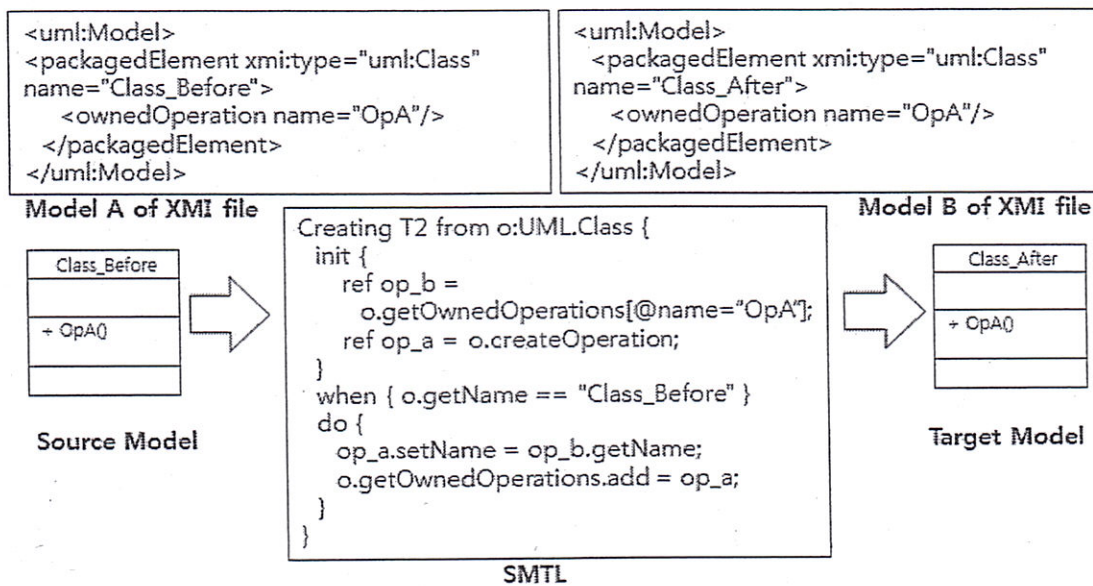 <uml:Model>
<packagedElement xmi:type="uml:Class"
name="Class_Before">
<ownedOperation name="OpA"/>
</packagedElement>
</uml:Model>
Model A of XMI file
<uml:Model>
<packagedElement xmi:type="uml:Class"
name="Class_After">
<ownedOperation name="OpA"/>
</packagedElement>
</uml:Model>
Model B of XMI file
Class_Before
+ OpA()
Source Model
Creating T2 from o:UML.Class {
init {
ref op_b =
o.getOwnedOperations[@name="OpA"];
ref op_a = o.createOperation;
}
when { o.getName == "Class_Before" }
do {
op_a.setName = op_b.getName;
o.getOwnedOperations.add = op_a;
}
}
SMTL
Class_After
+ OpA()
Target Model